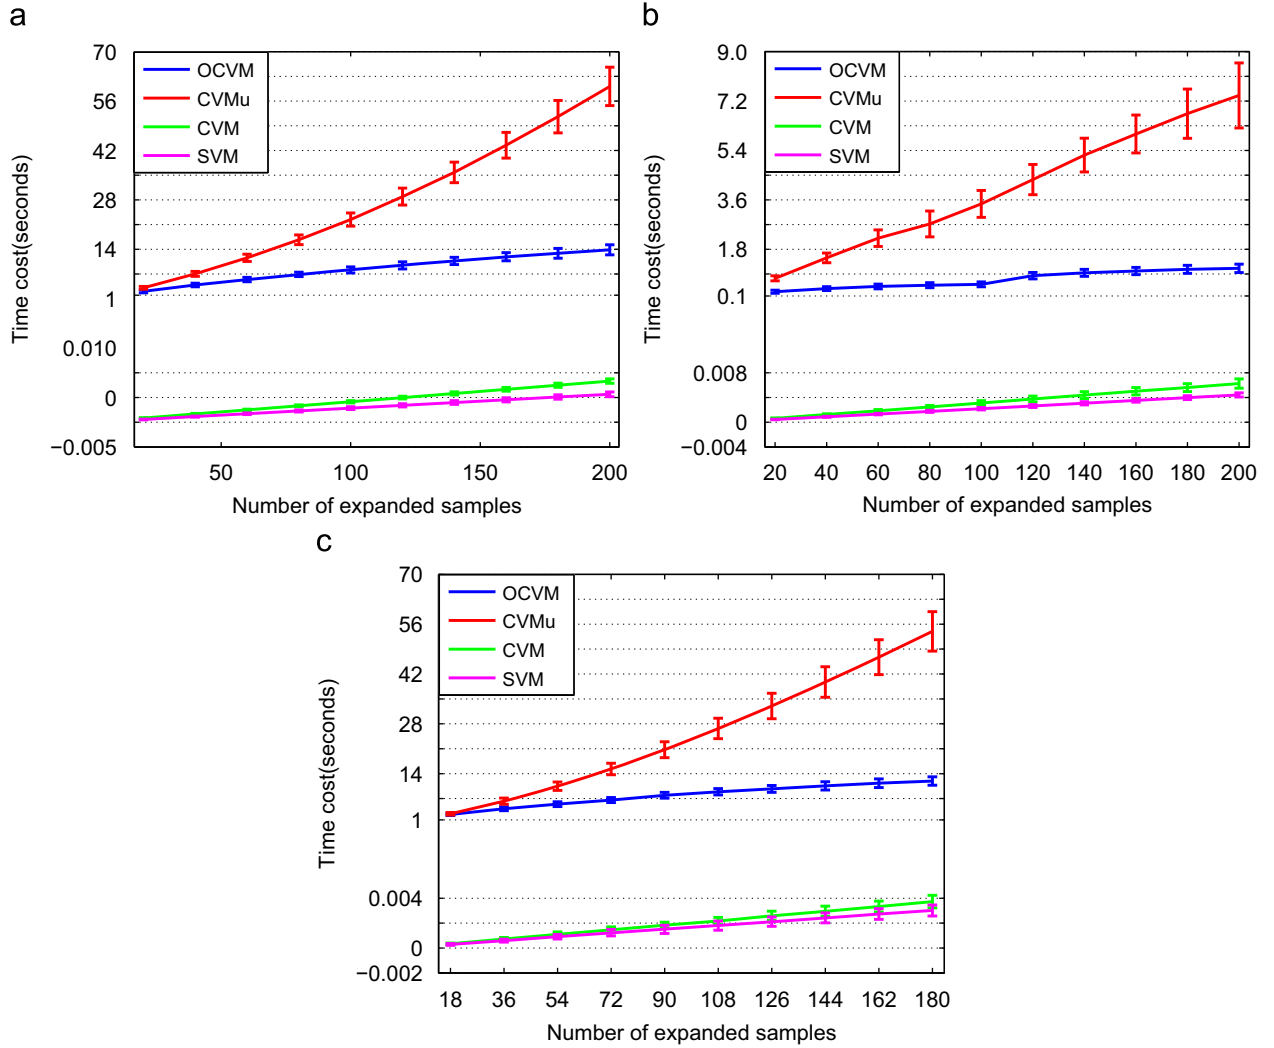 a
70
56
42
28
14
1
0.010
0
−0.005
Time cost(seconds)
OCVM
CVMu
CVM
SVM
50
100
150
200
Number of expanded samples
b
9.0
7.2
5.4
3.6
1.8
0.1
0.008
0
−0.004
Time cost(seconds)
OCVM
CVMu
CVM
SVM
20 40 60 80 100 120 140 160 180 200
Number of expanded samples
c
70
56
42
28
14
1
0.004
0
−0.002
Time cost(seconds)
OCVM
CVMu
CVM
SVM
18 36 54 72 90 108 126 144 162 180
Number of expanded samples